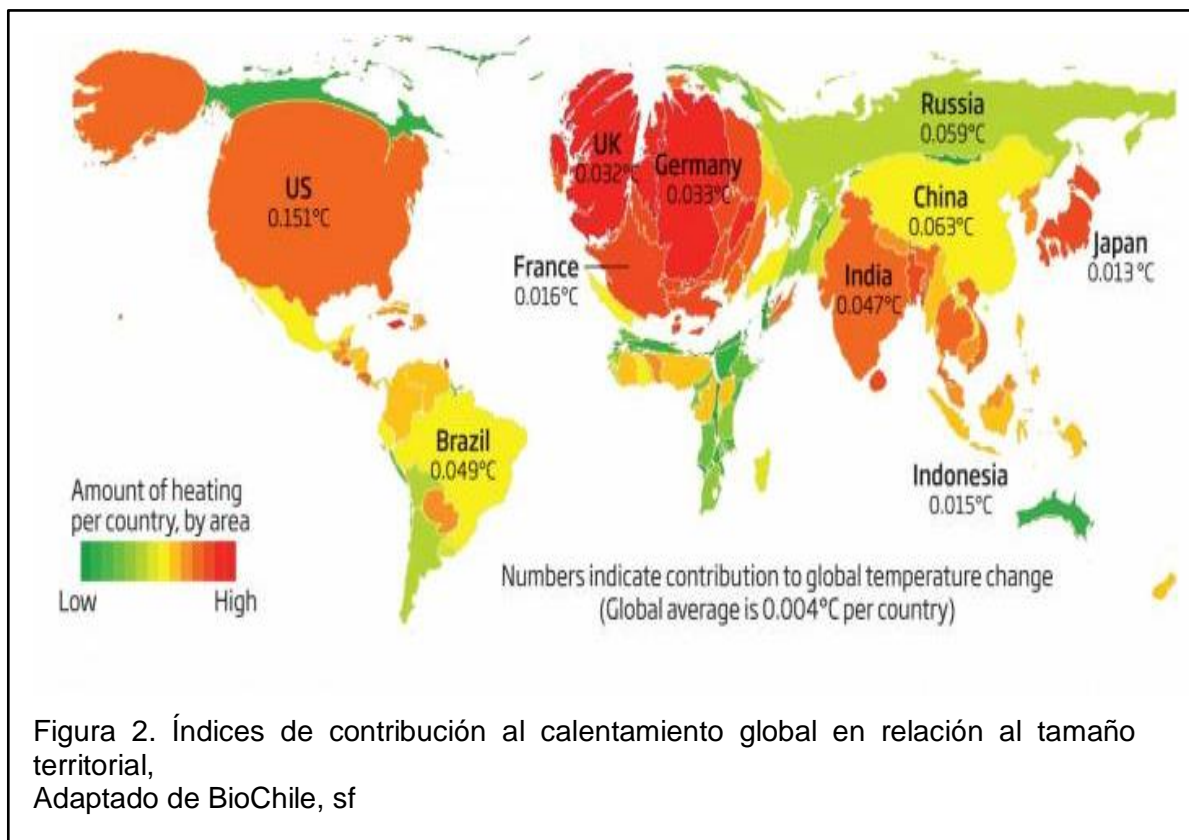 Russia
0.059°C
UK
0.032°C
Germany
0.033°C
US
0.151°C
China
0.063°C
Japan
0.013 °C
France
0.016°C
India
0.047°C
Brazil
0.049°C
Indonesia
0.015°C
Amount of heating
per country, by area
Low High
Numbers indicate contribution to global temperature change
(Global average is 0.004°C per country)
Figura 2. Índices de contribución al calentamiento global en relación al tamaño
territorial,
Adaptado de BioChile, sf